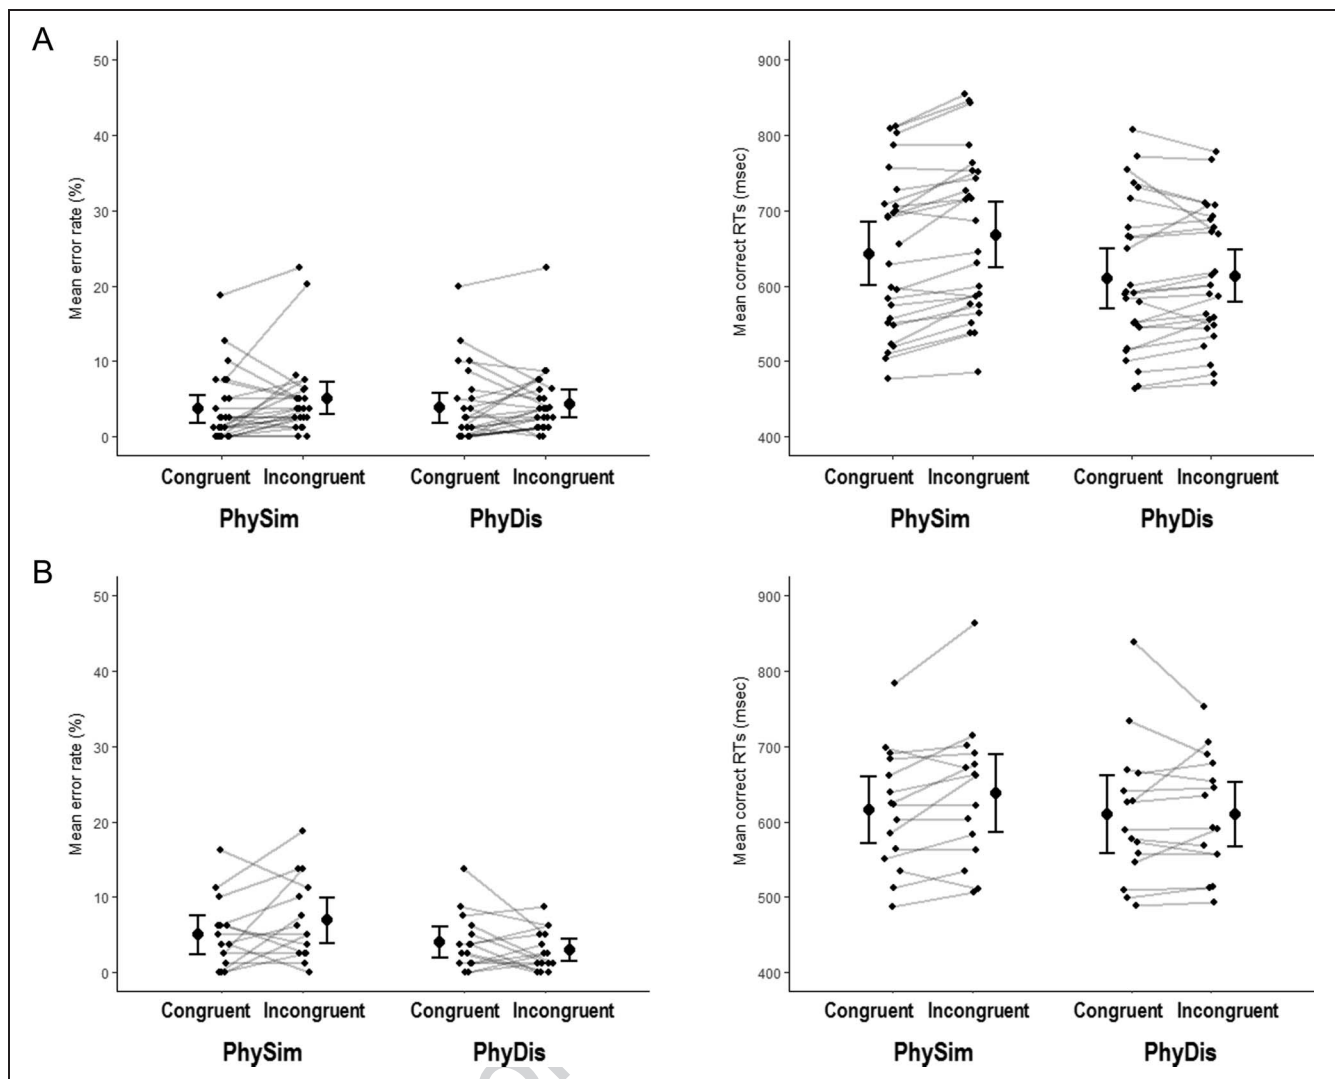 A
Mean error rate (%)
50
40
30
20
10
0
Congruent Incongruent Congruent Incongruent
PhySim PhyDis
Mean correct RTs (msec)
900
800
700
600
500
400
Congruent Incongruent Congruent Incongruent
PhySim PhyDis
B
Mean error rate (%)
50
40
30
20
10
0
Congruent Incongruent Congruent Incongruent
PhySim PhyDis
Mean correct RTs (msec)
900
800
700
600
500
400
Congruent Incongruent Congruent Incongruent
PhySim PhyDis